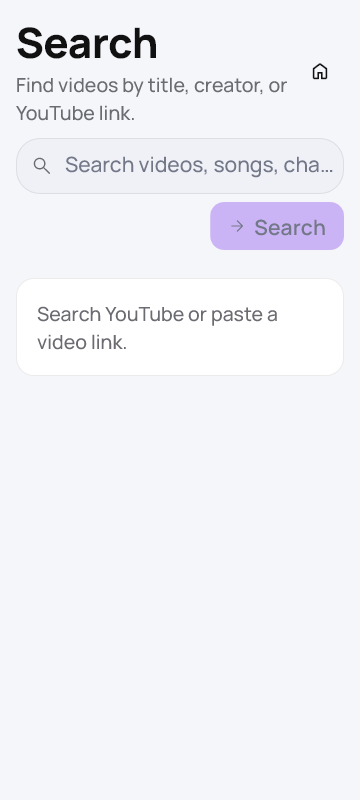 Search
Find videos by title, creator, or
YouTube link.
Search videos, songs, cha...
Search
Search YouTube or paste a
video link.